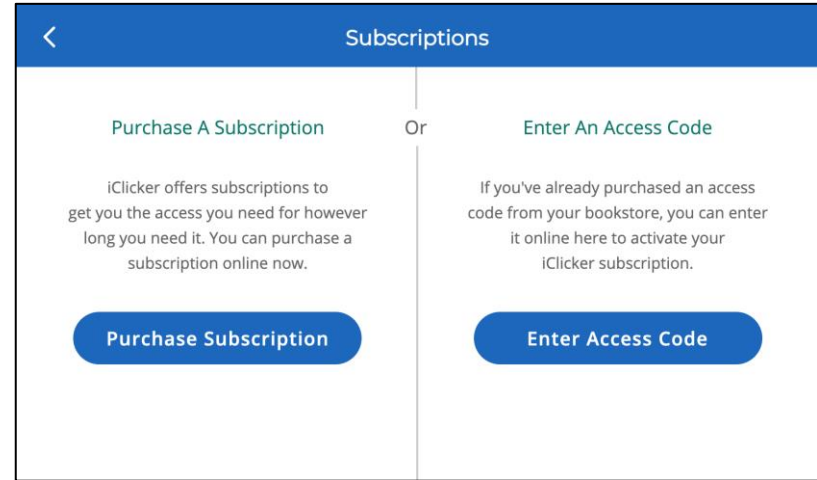 Subscriptions
Purchase A Subscription
iClicker offers subscriptions to
get you the access you need for however
long you need it. You can purchase a
subscription online now.
Purchase Subscription
Or
Enter An Access Code
If you've already purchased an access
code from your bookstore, you can enter
it online here to activate your
iClicker subscription.
Enter Access Code